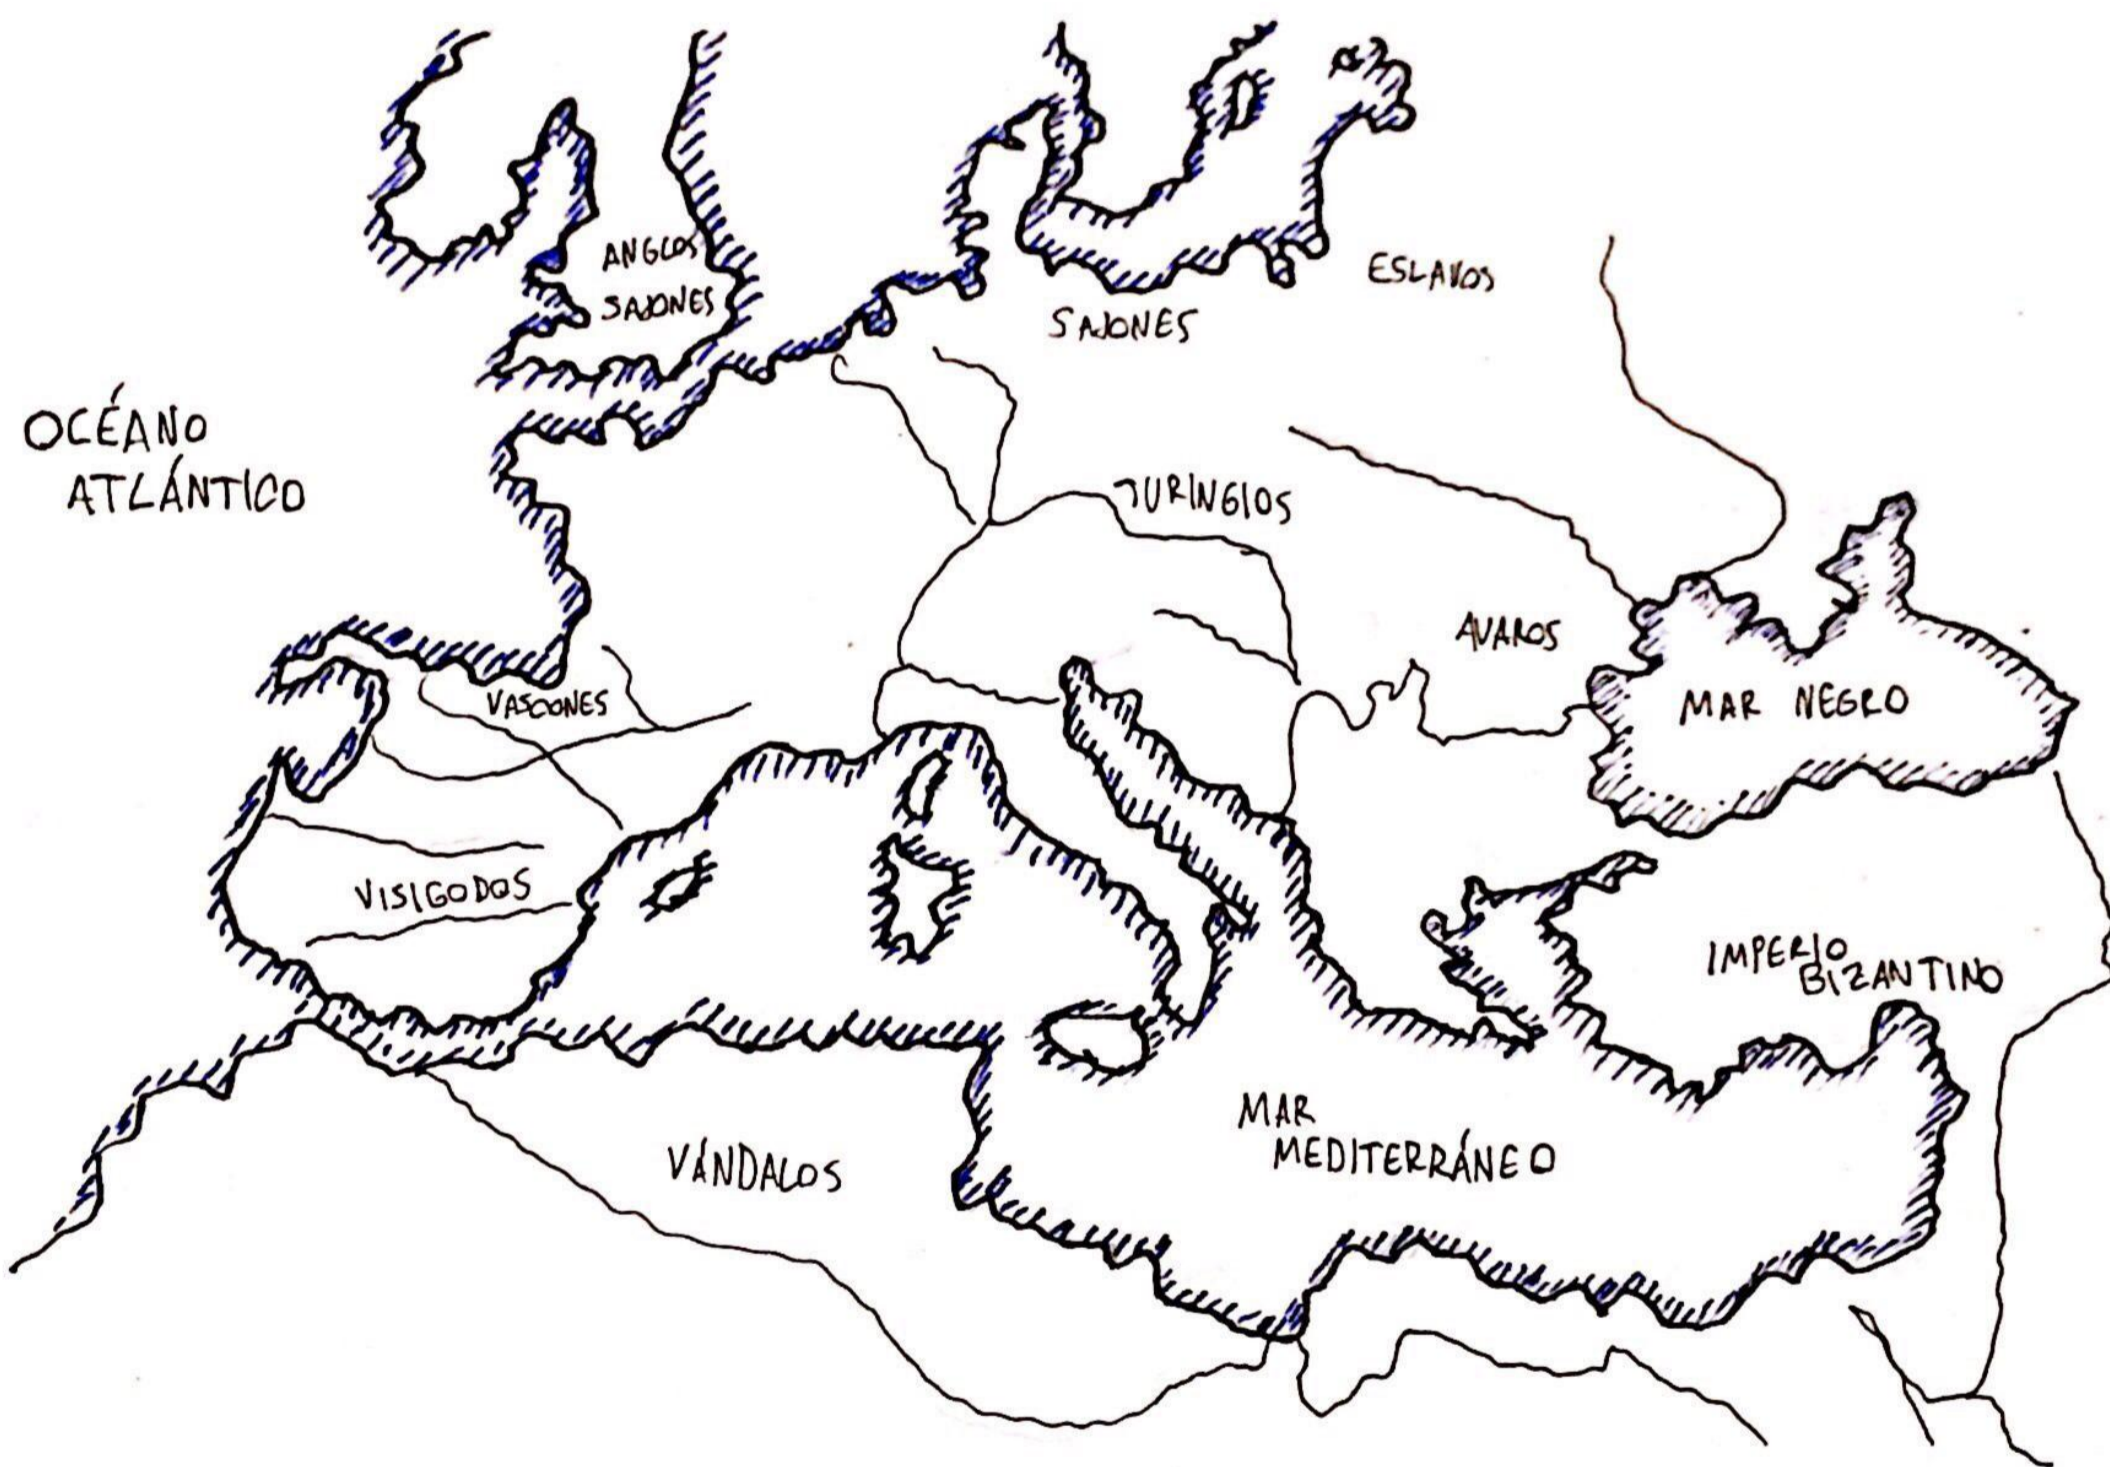 ANGLOS
SAJONES
ESLAVOS
SAJONES
OCÉANO
ATLÁNTICO
TURINGIOS
AVAROS
VASCONES
MAR NEGRO
VISIGODOS
IMPERIO
BIZANTINO
MAR
MEDITERRÁNEO
VÁNDALOS